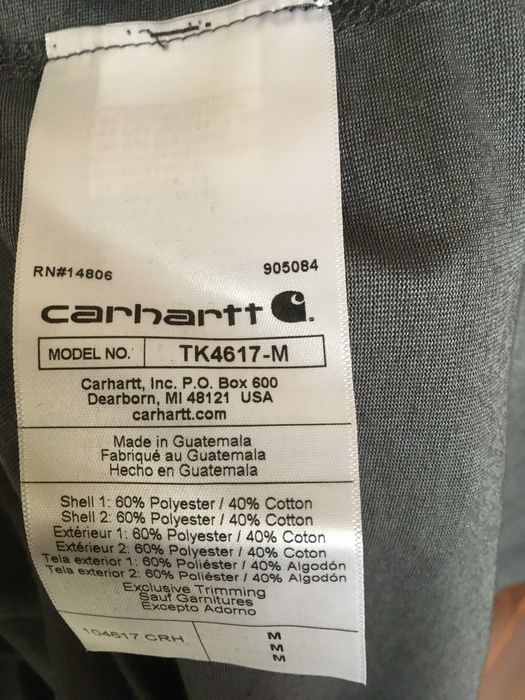 RN#14806 905084
carhartt
MODEL NO. TK4617-M
Carhartt, Inc. P.O. Box 600
Dearborn, MI 48121 USA
carhartt.com
Made in Guatemala
Fabriqué au Guatemala
Hecho en Guatemala
Shell 1: 60% Polyester / 40% Cotton
Shell 2: 60% Polyester / 40% Cotton
Extérieur 1: 60% Polyester / 40% Coton
Extérieur 2: 60% Polyester / 40% Coton
Tela exterior 1: 60% Poliéster / 40% Algodón
Tela exterior 2: 60% Poliéster / 40% Algodón
Exclusive Trimming
Sauf Garnitures
Excepto Adorno
104617 CRH M
M
M